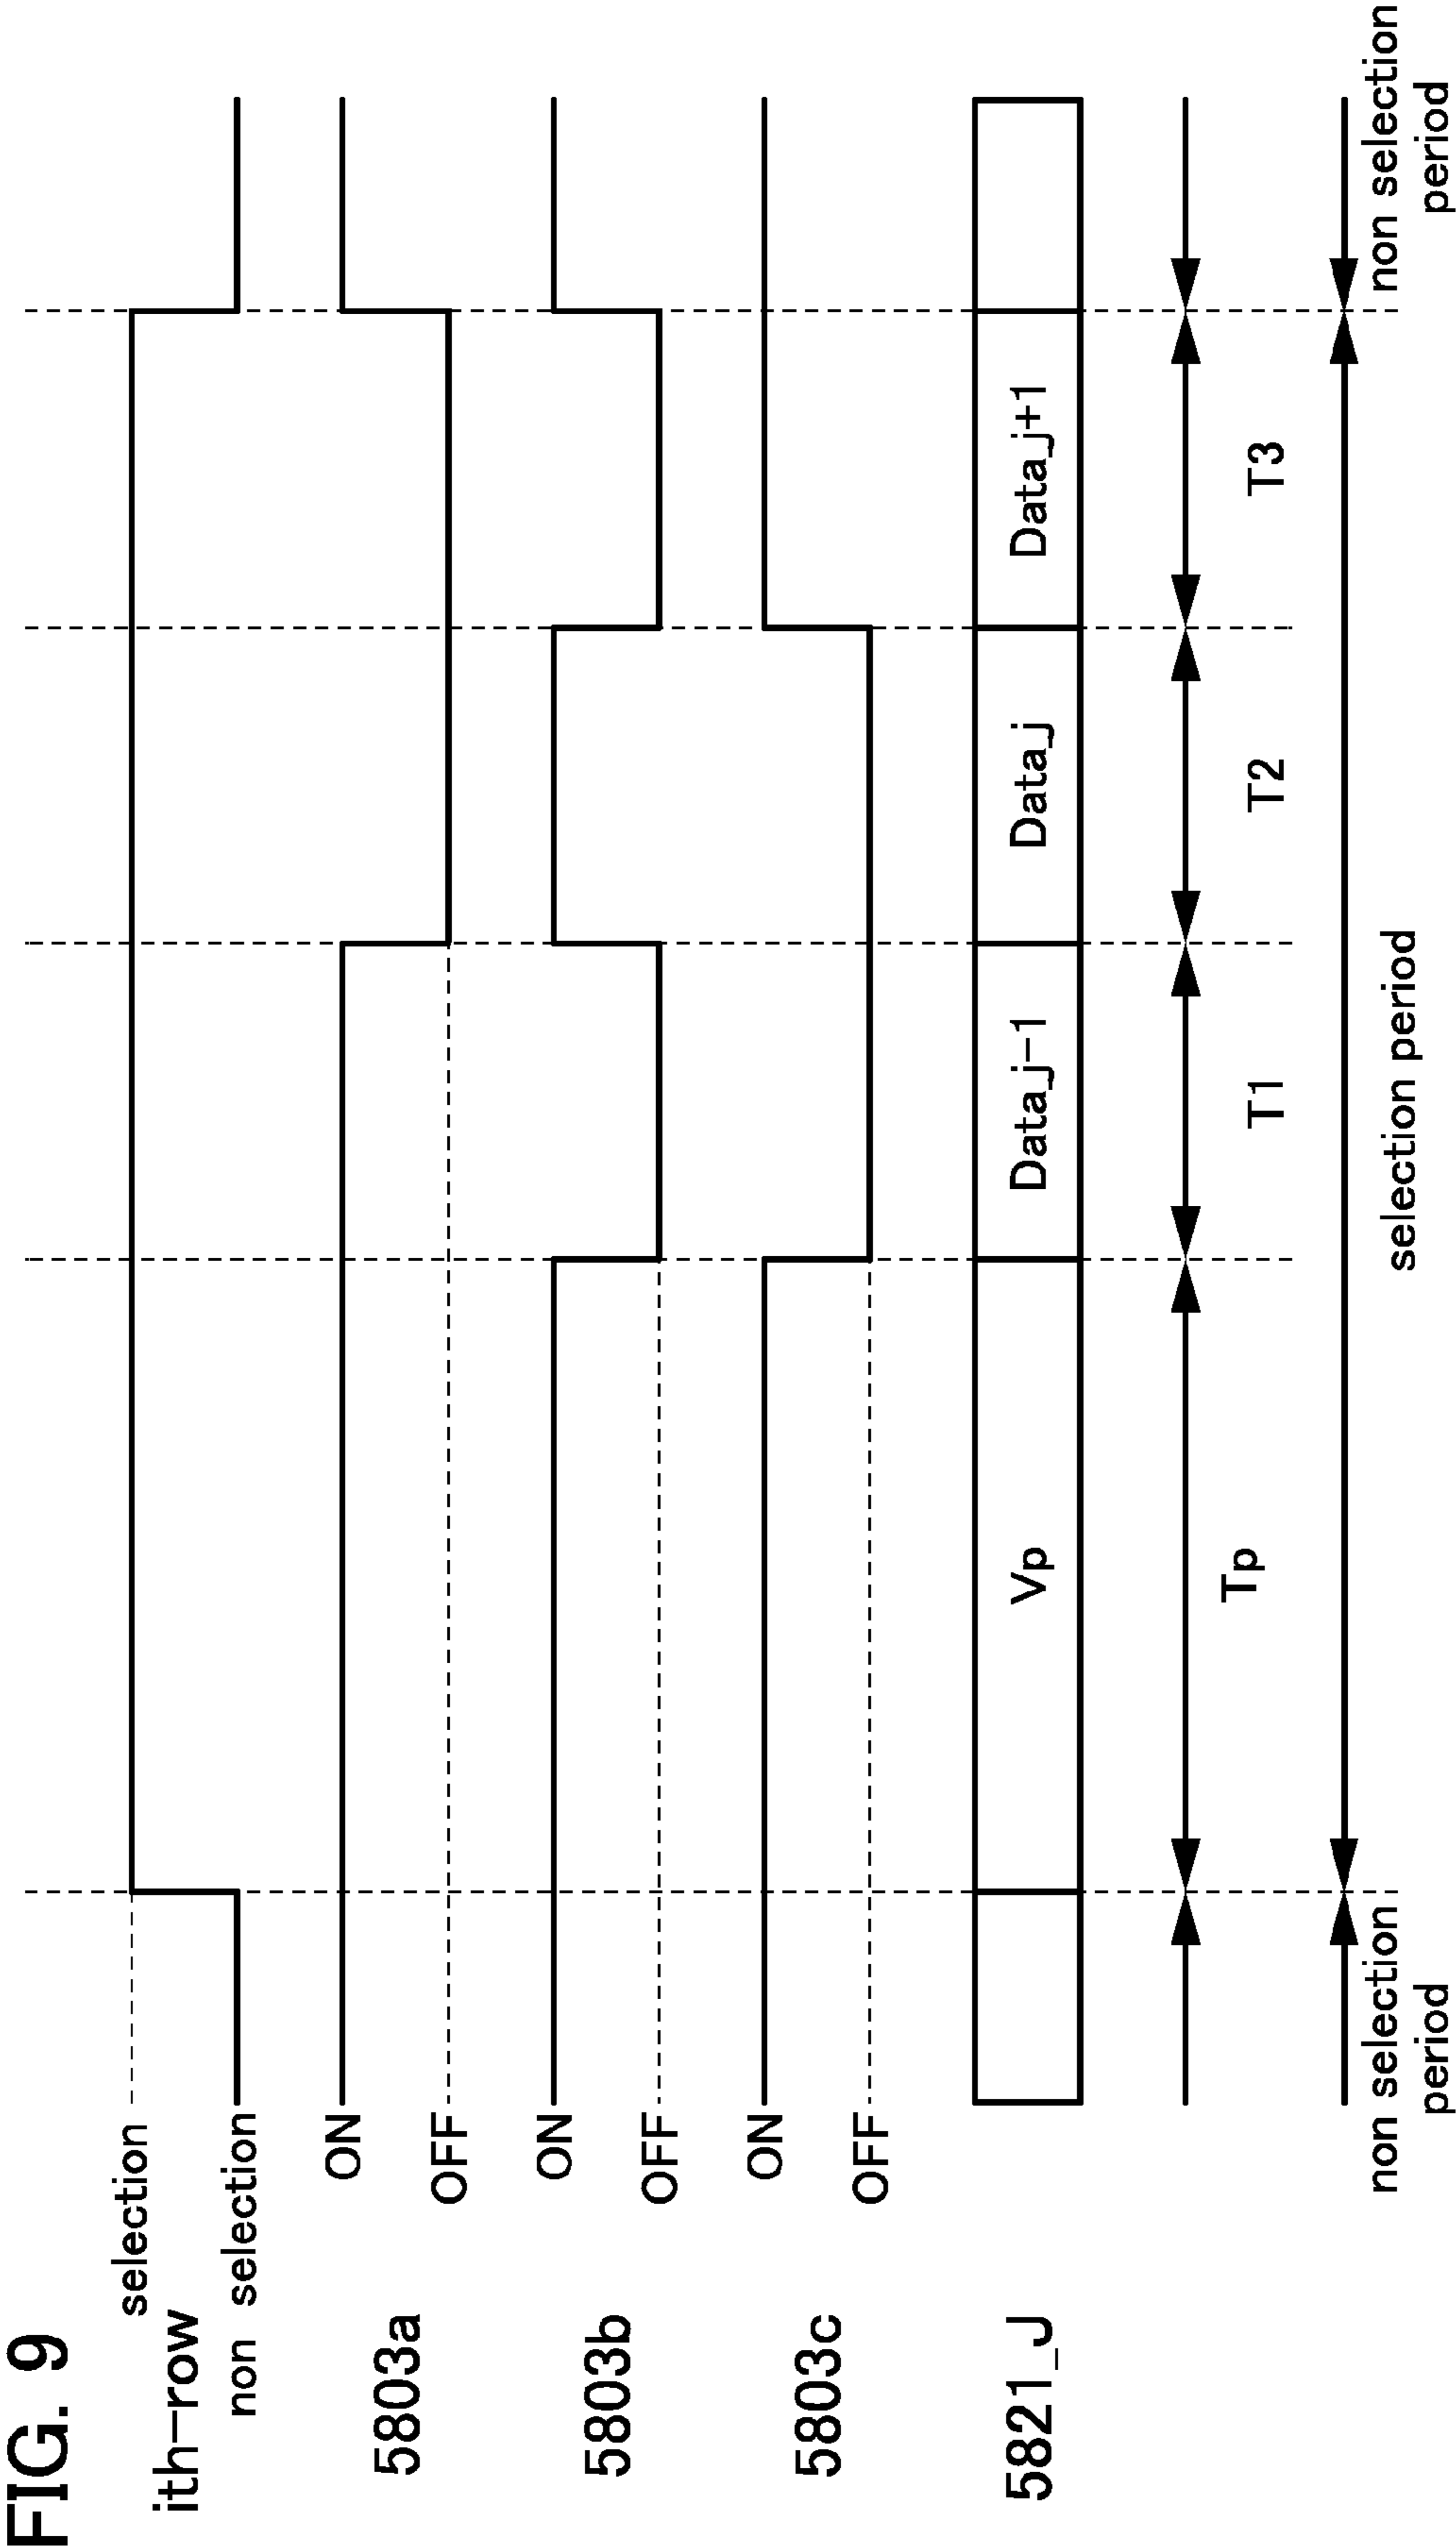 FIG. 9
selection
ith-row
non selection
ON
5803a
OFF
ON
5803b
OFF
ON
5803c
OFF
5821_J
Vp
Data_j-1
Data_j
Data_j+1
Tp
T1
T2
T3
non selection
period
selection period
non selection
period